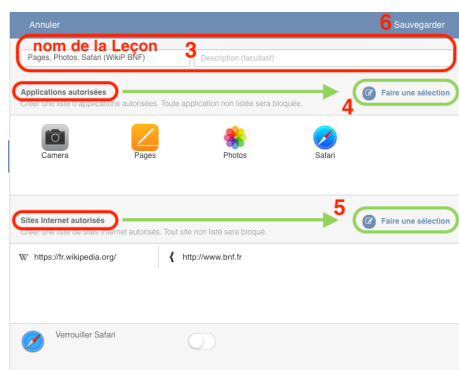 Annuler 6 Sauvegarder
nom de la Leçon 3
Pages, Photos, Safari (WikiP BNF) Description (facultatif)
Applications autorisées 4 Faire une sélection
Créer une liste d'applications autorisées. Toute application non listée sera bloquée.
Camera Pages Photos Safari
5
Sites Internet autorisés Faire une sélection
Créer une liste de sites Internet autorisés. Tout site non listé sera bloqué.
W https://fr.wikipedia.org/ http://www.bnf.fr
Verrouiller Safari